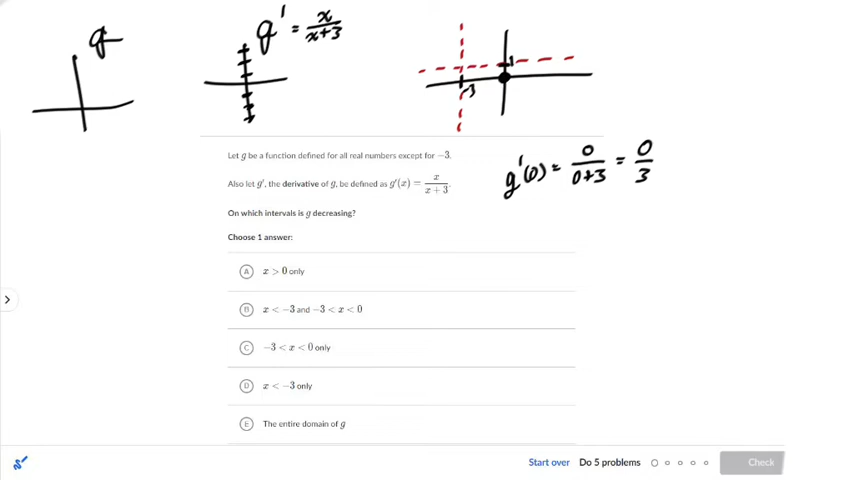 g
g' = x/(x+3)
1
-3
g'(0) = 0/(0+3) = 0/3
Let g be a function defined for all real numbers except for −3.
Also let g′, the derivative of g, be defined as g′(x) = x/(x + 3).
On which intervals is g decreasing?
Choose 1 answer:
A x > 0 only
B x < −3 and −3 < x < 0
C −3 < x < 0 only
D x < −3 only
E The entire domain of g
Start over Do 5 problems Check